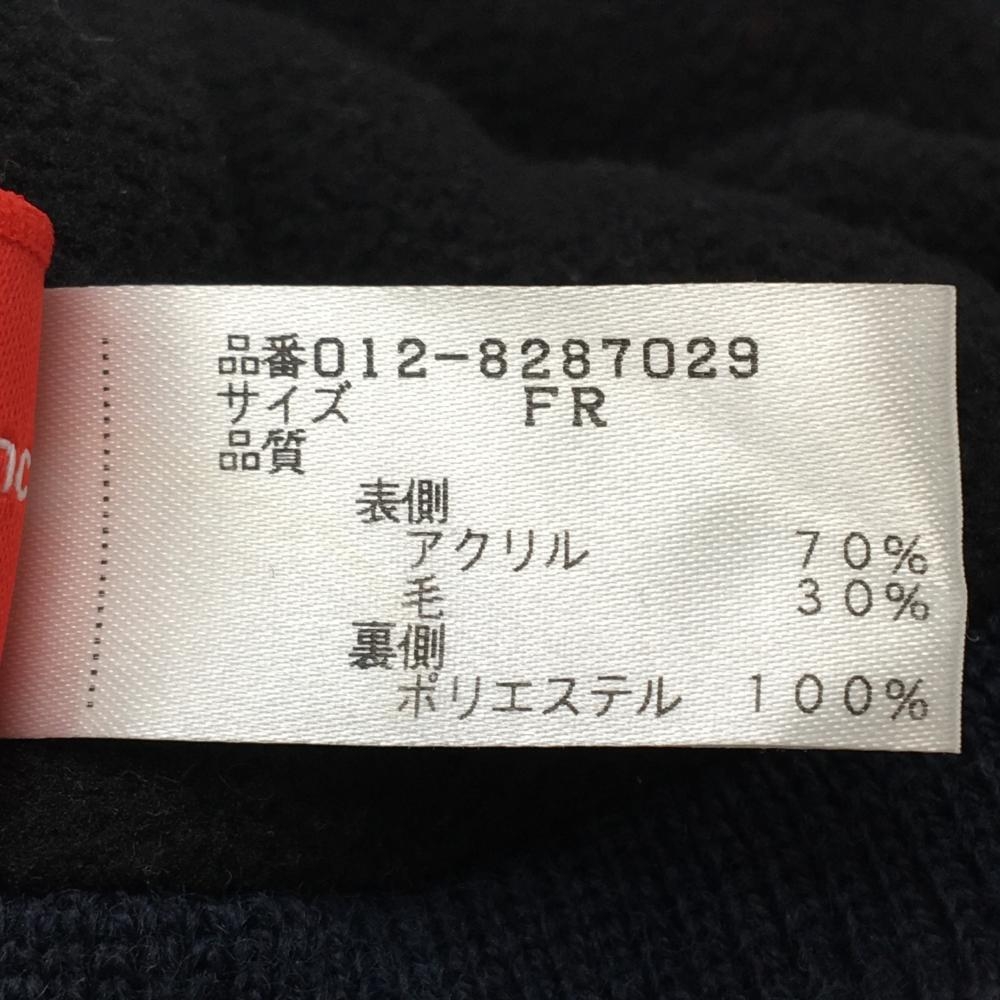 品番012-8287029
サイズ FR
品質
表側
アクリル 70%
毛 30%
裏側
ポリエステル 100%